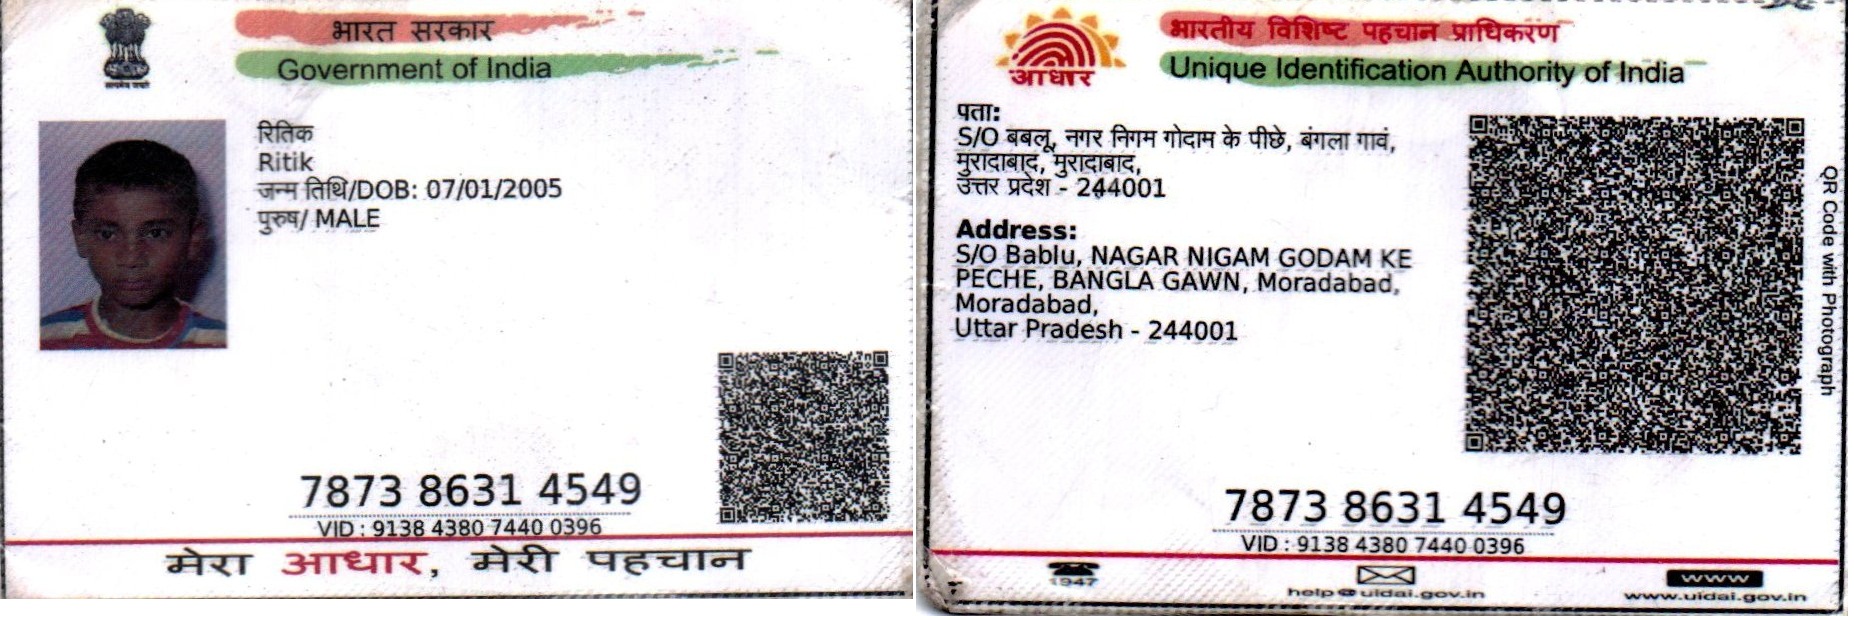 भारत सरकार
Government of India
रितिक
Ritik
जन्म तिथि/DOB: 07/01/2005
पुरुष/ MALE
7873 8631 4549
VID : 9138 4380 7440 0396
मेरा आधार, मेरी पहचान
भारतीय विशिष्ट पहचान प्राधिकरण
Unique Identification Authority of India
आधार
पता:
S/O बबलू, नगर निगम गोदाम के पीछे, बंगला गावं,
मुरादाबाद, मुरादाबाद,
उत्तर प्रदेश - 244001
Address:
S/O Bablu, NAGAR NIGAM GODAM KE
PECHE, BANGLA GAWN, Moradabad,
Moradabad,
Uttar Pradesh - 244001
QR Code with Photograph
7873 8631 4549
VID : 9138 4380 7440 0396
1947
help@uidai.gov.in
www
www.uidai.gov.in